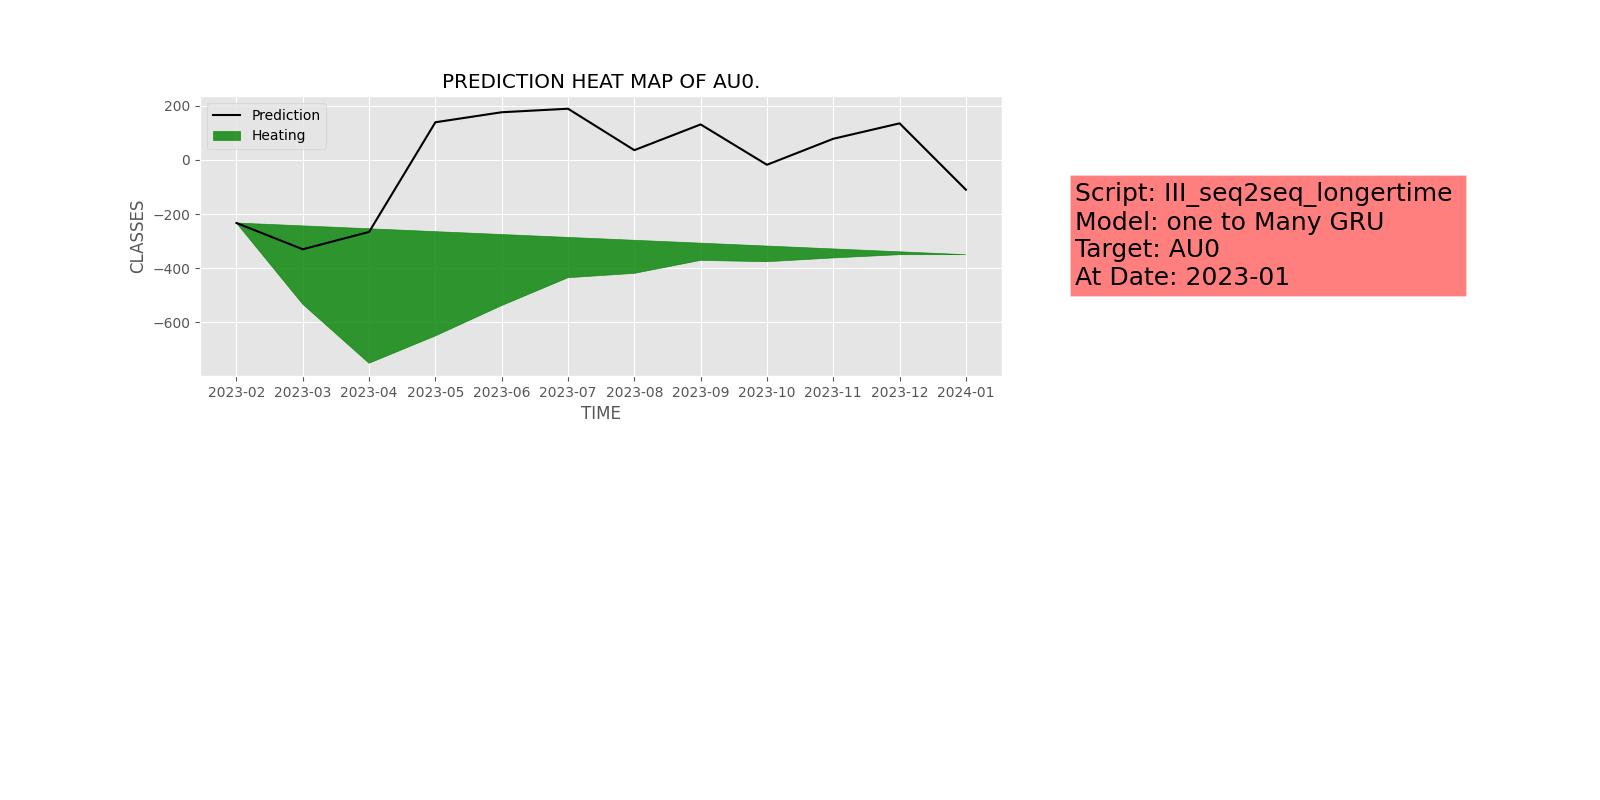 PREDICTION HEAT MAP OF AU0.
Prediction
Heating
200
0
−200
−400
−600
CLASSES
2023-02 2023-03 2023-04 2023-05 2023-06 2023-07 2023-08 2023-09 2023-10 2023-11 2023-12 2024-01
TIME
Script: III_seq2seq_longertime
Model: one to Many GRU
Target: AU0
At Date: 2023-01